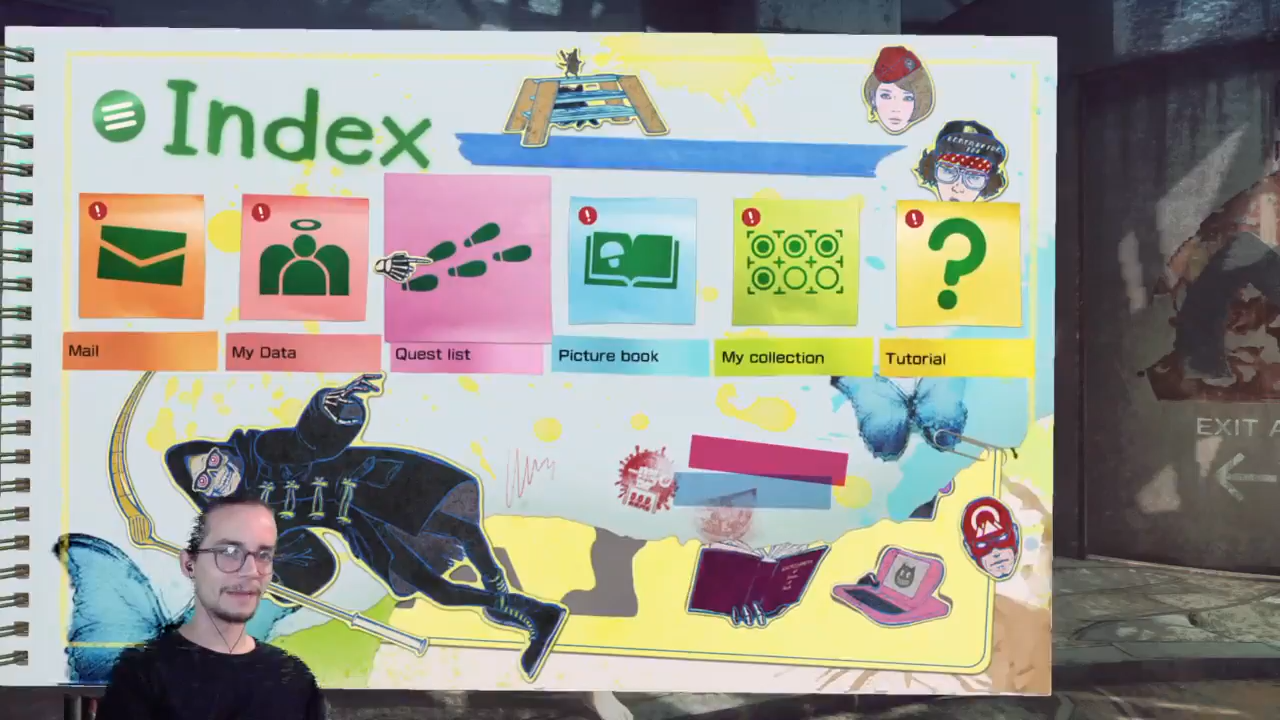 Index
Mail
My Data
Quest list
Picture book
My collection
Tutorial
EXIT